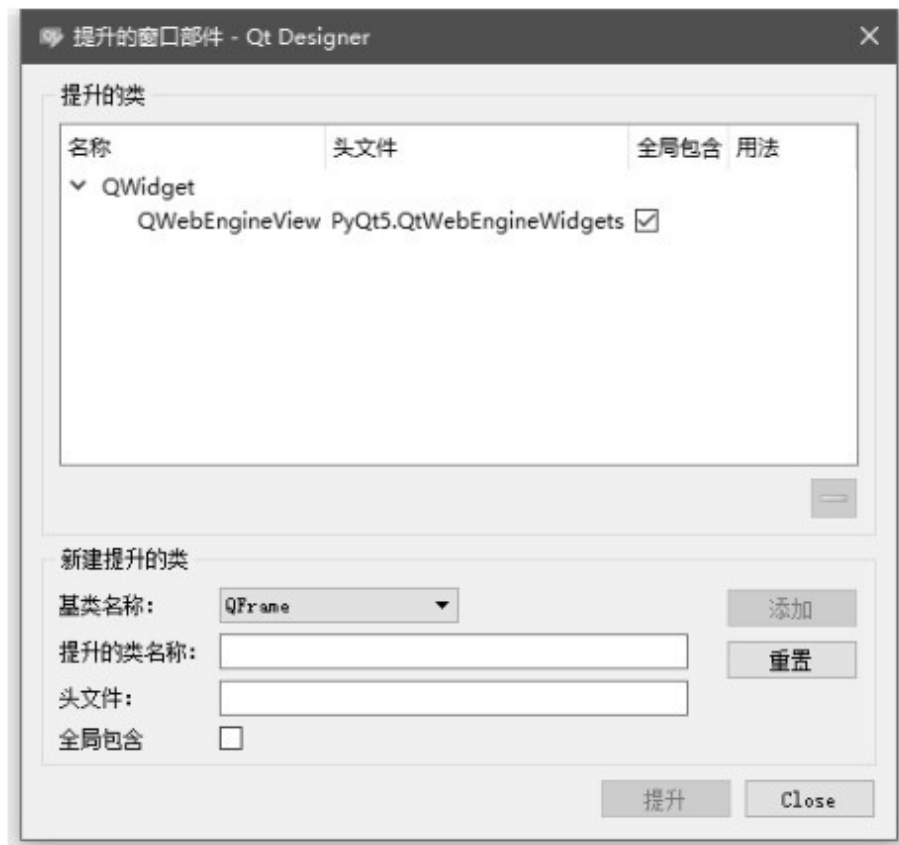 提升的窗口部件 - Qt Designer
提升的类
名称 头文件 全局包含 用法
QWidget
QWebEngineView PyQt5.QtWebEngineWidgets
新建提升的类
基类名称: QFrame 添加
提升的类名称: 重置
头文件:
全局包含
提升 Close